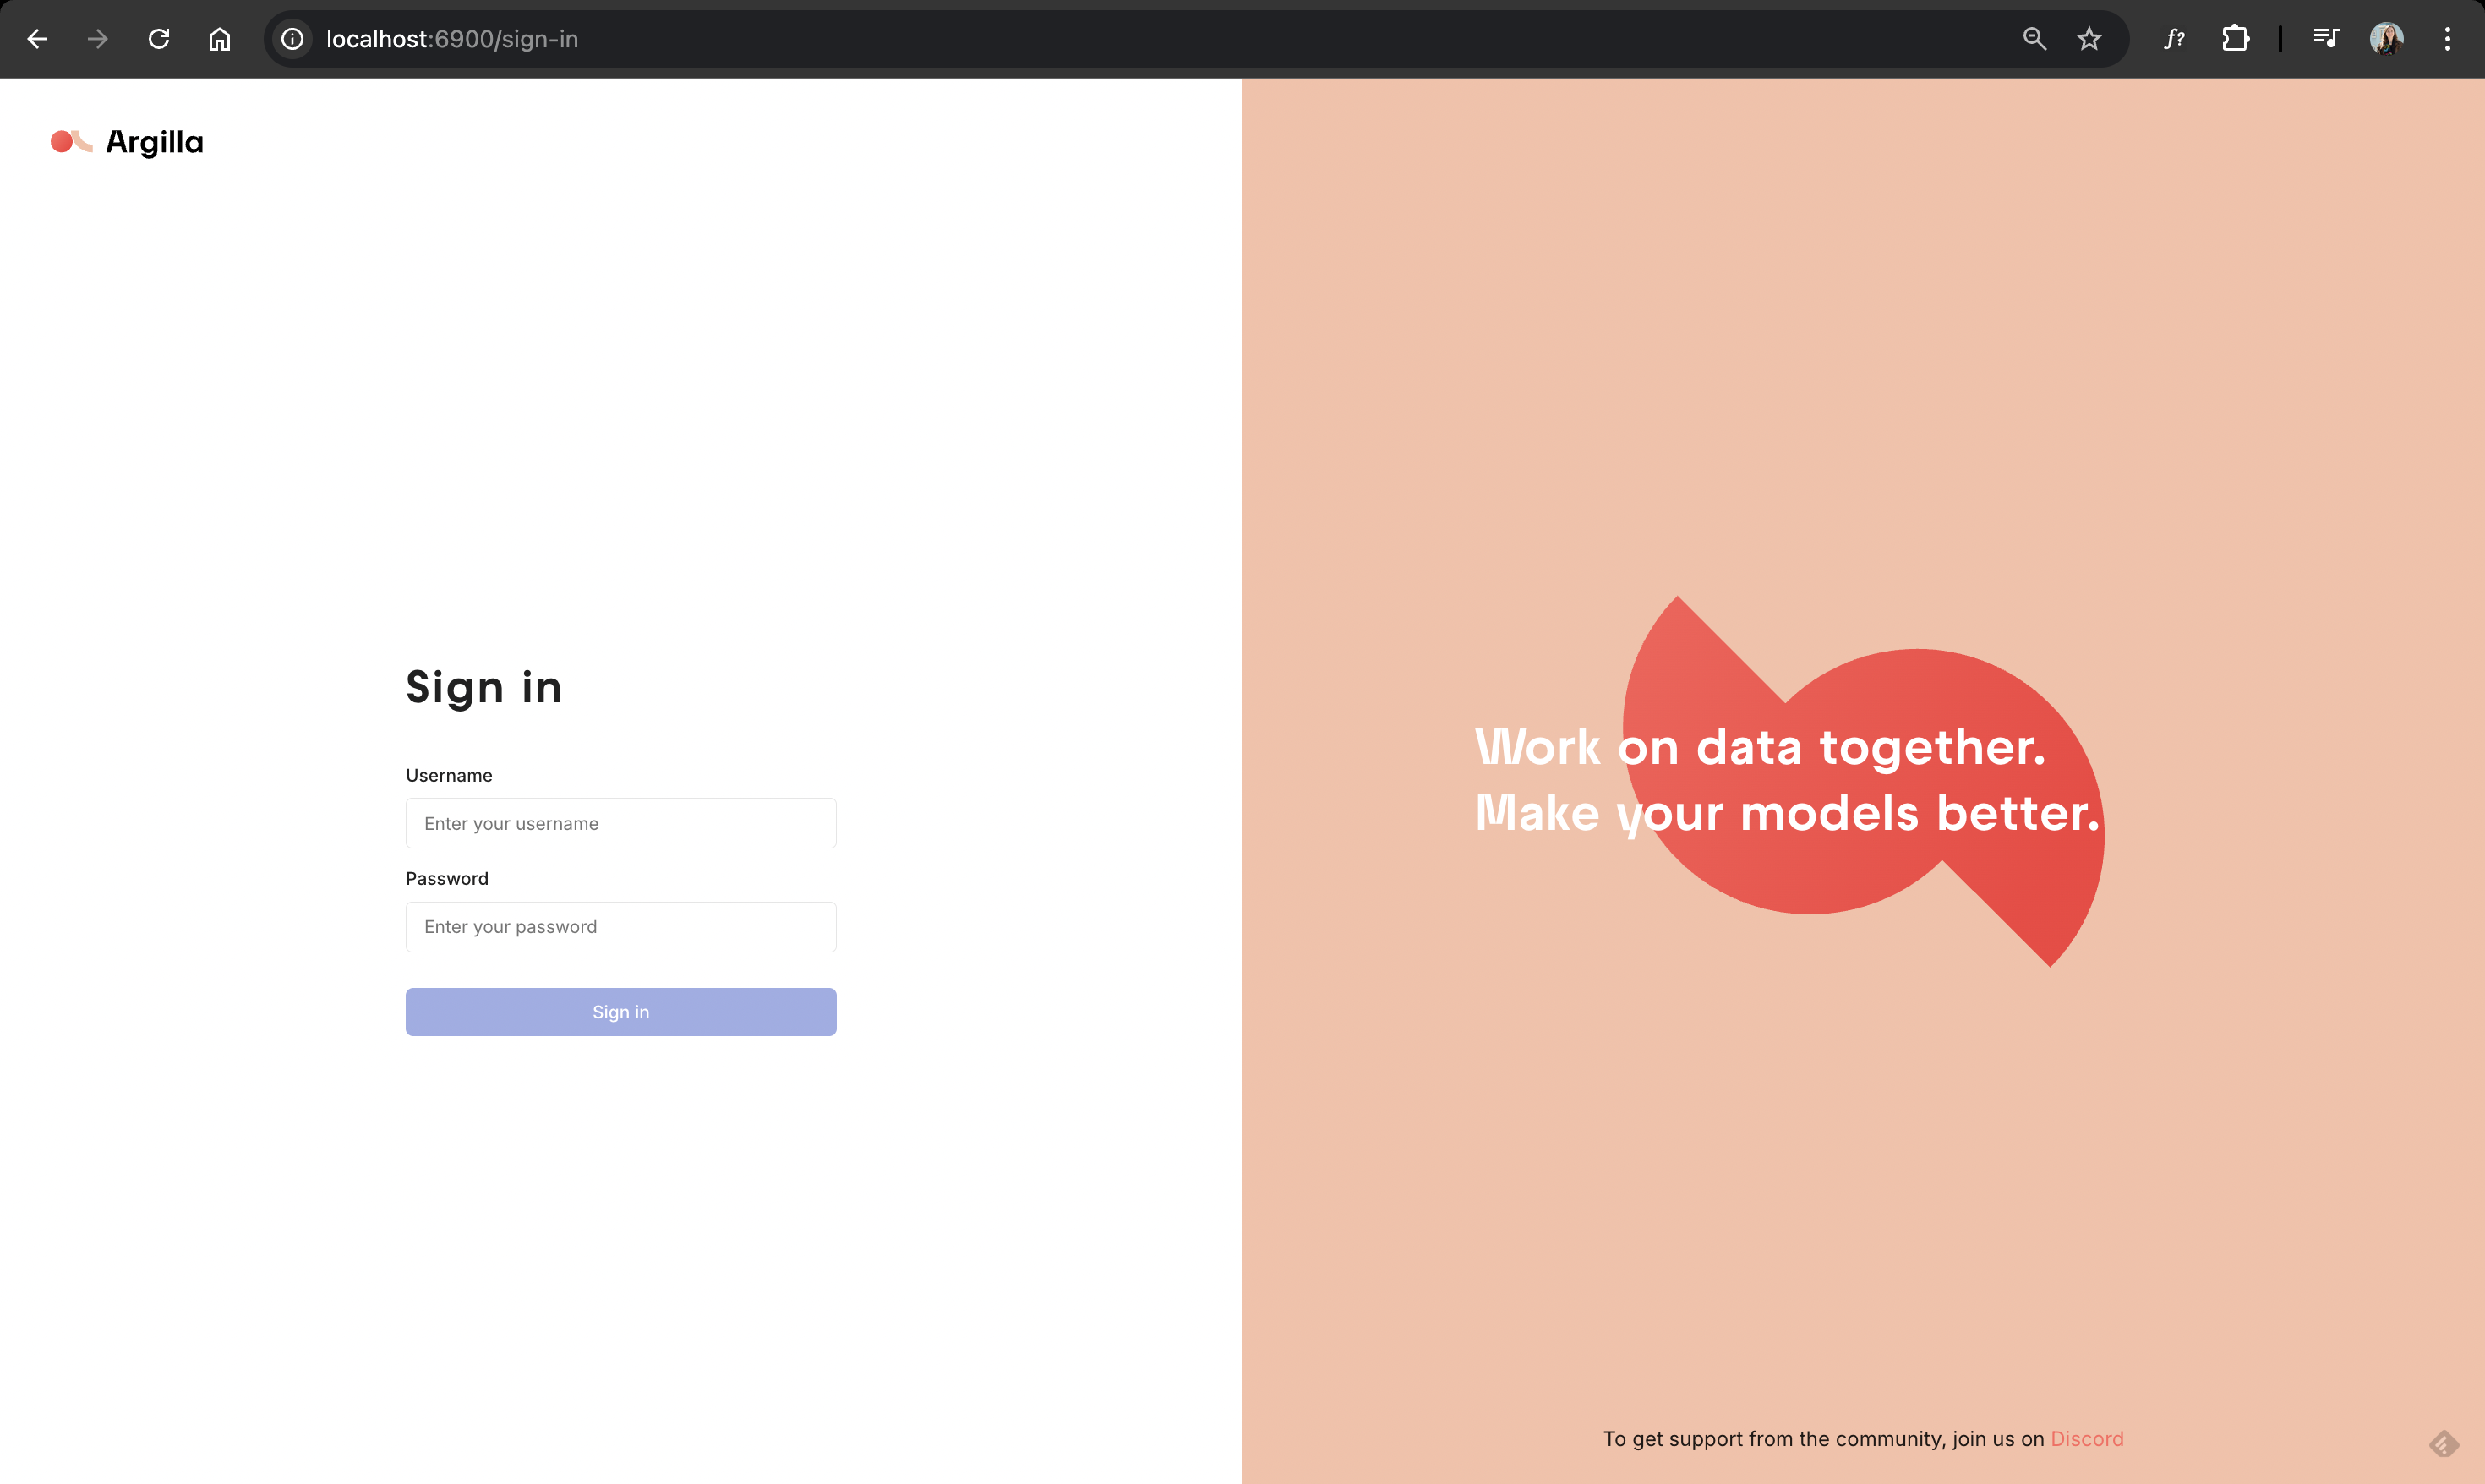 localhost:6900/sign-in
f?
Argilla
Sign in
Username
Enter your username
Password
Enter your password
Sign in
Work on data together.
Make your models better.
To get support from the community, join us on Discord